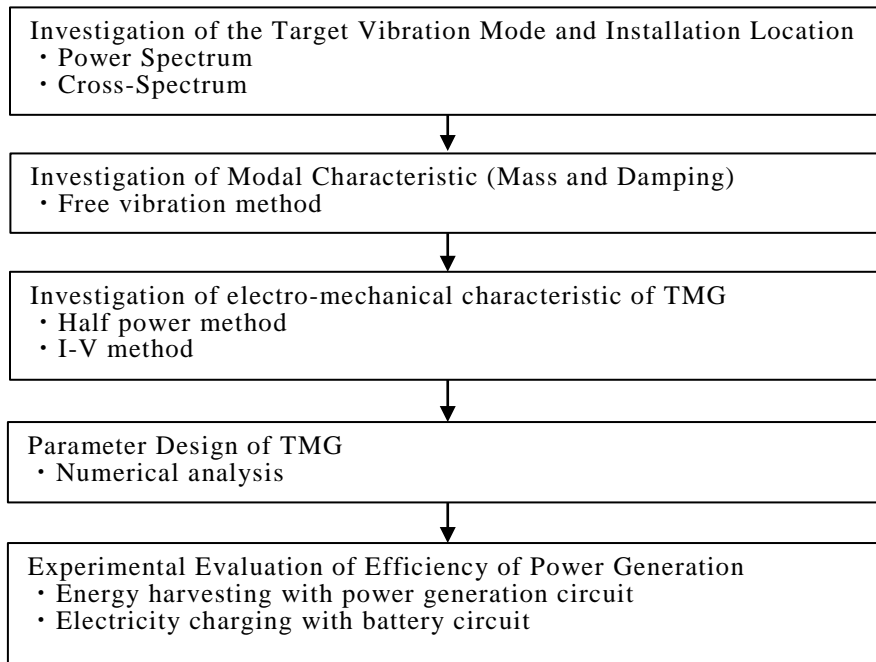 Investigation of the Target Vibration Mode and Installation Location
・Power Spectrum
・Cross-Spectrum
Investigation of Modal Characteristic (Mass and Damping)
・Free vibration method
Investigation of electro-mechanical characteristic of TMG
・Half power method
・I-V method
Parameter Design of TMG
・Numerical analysis
Experimental Evaluation of Efficiency of Power Generation
・Energy harvesting with power generation circuit
・Electricity charging with battery circuit